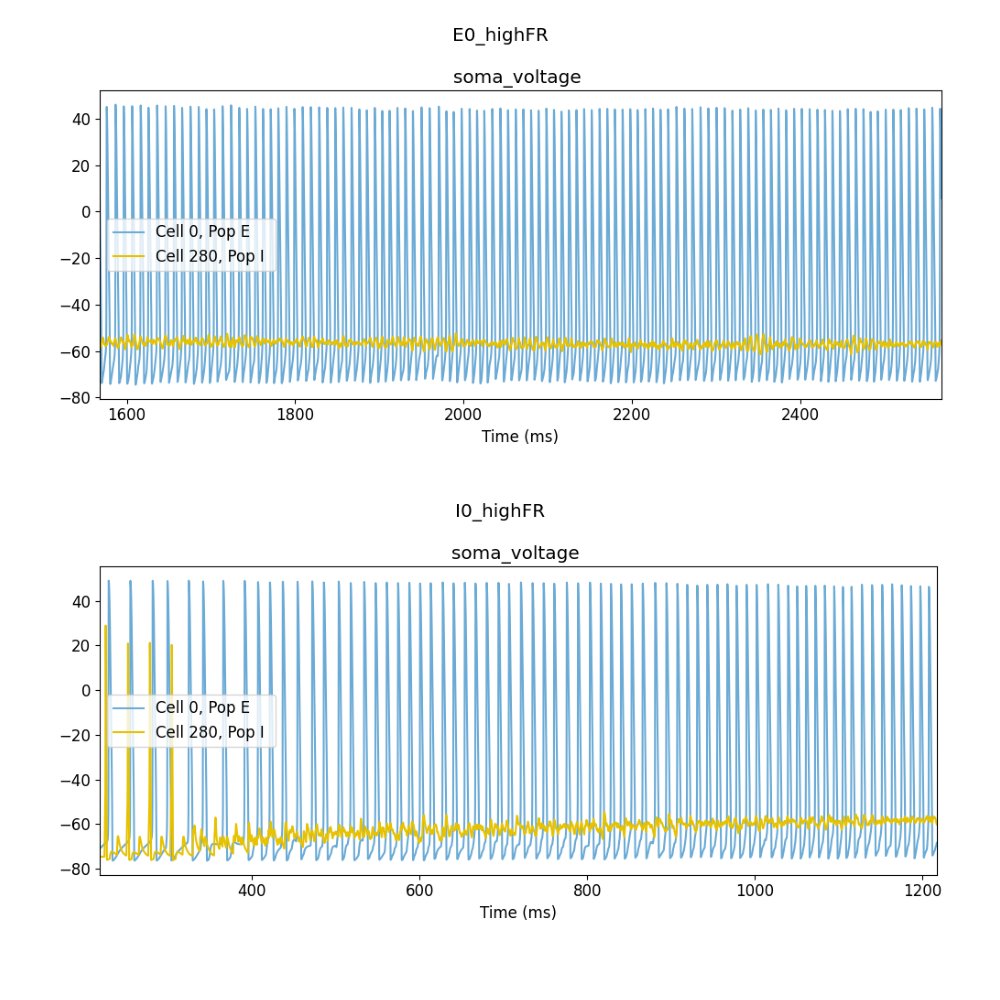 E0_highFR
soma_voltage
40
20
0
−20
−40
−60
−80
Cell 0, Pop E
Cell 280, Pop I
1600 1800 2000 2200 2400
Time (ms)
I0_highFR
soma_voltage
40
20
0
−20
−40
−60
−80
Cell 0, Pop E
Cell 280, Pop I
400 600 800 1000 1200
Time (ms)